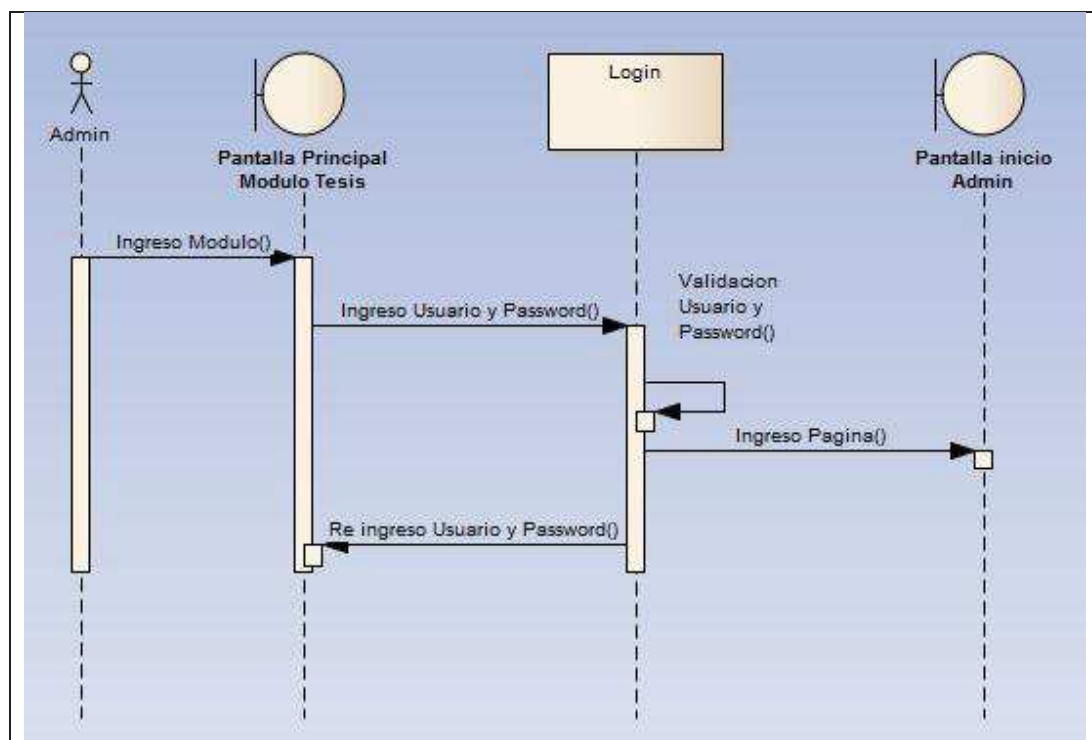 Admin
Pantalla Principal
Modulo Tesis
Login
Pantalla inicio
Admin
Ingreso Modulo()
Ingreso Usuario y Password()
Validacion
Usuario y
Password()
Ingreso Pagina()
Re ingreso Usuario y Password()